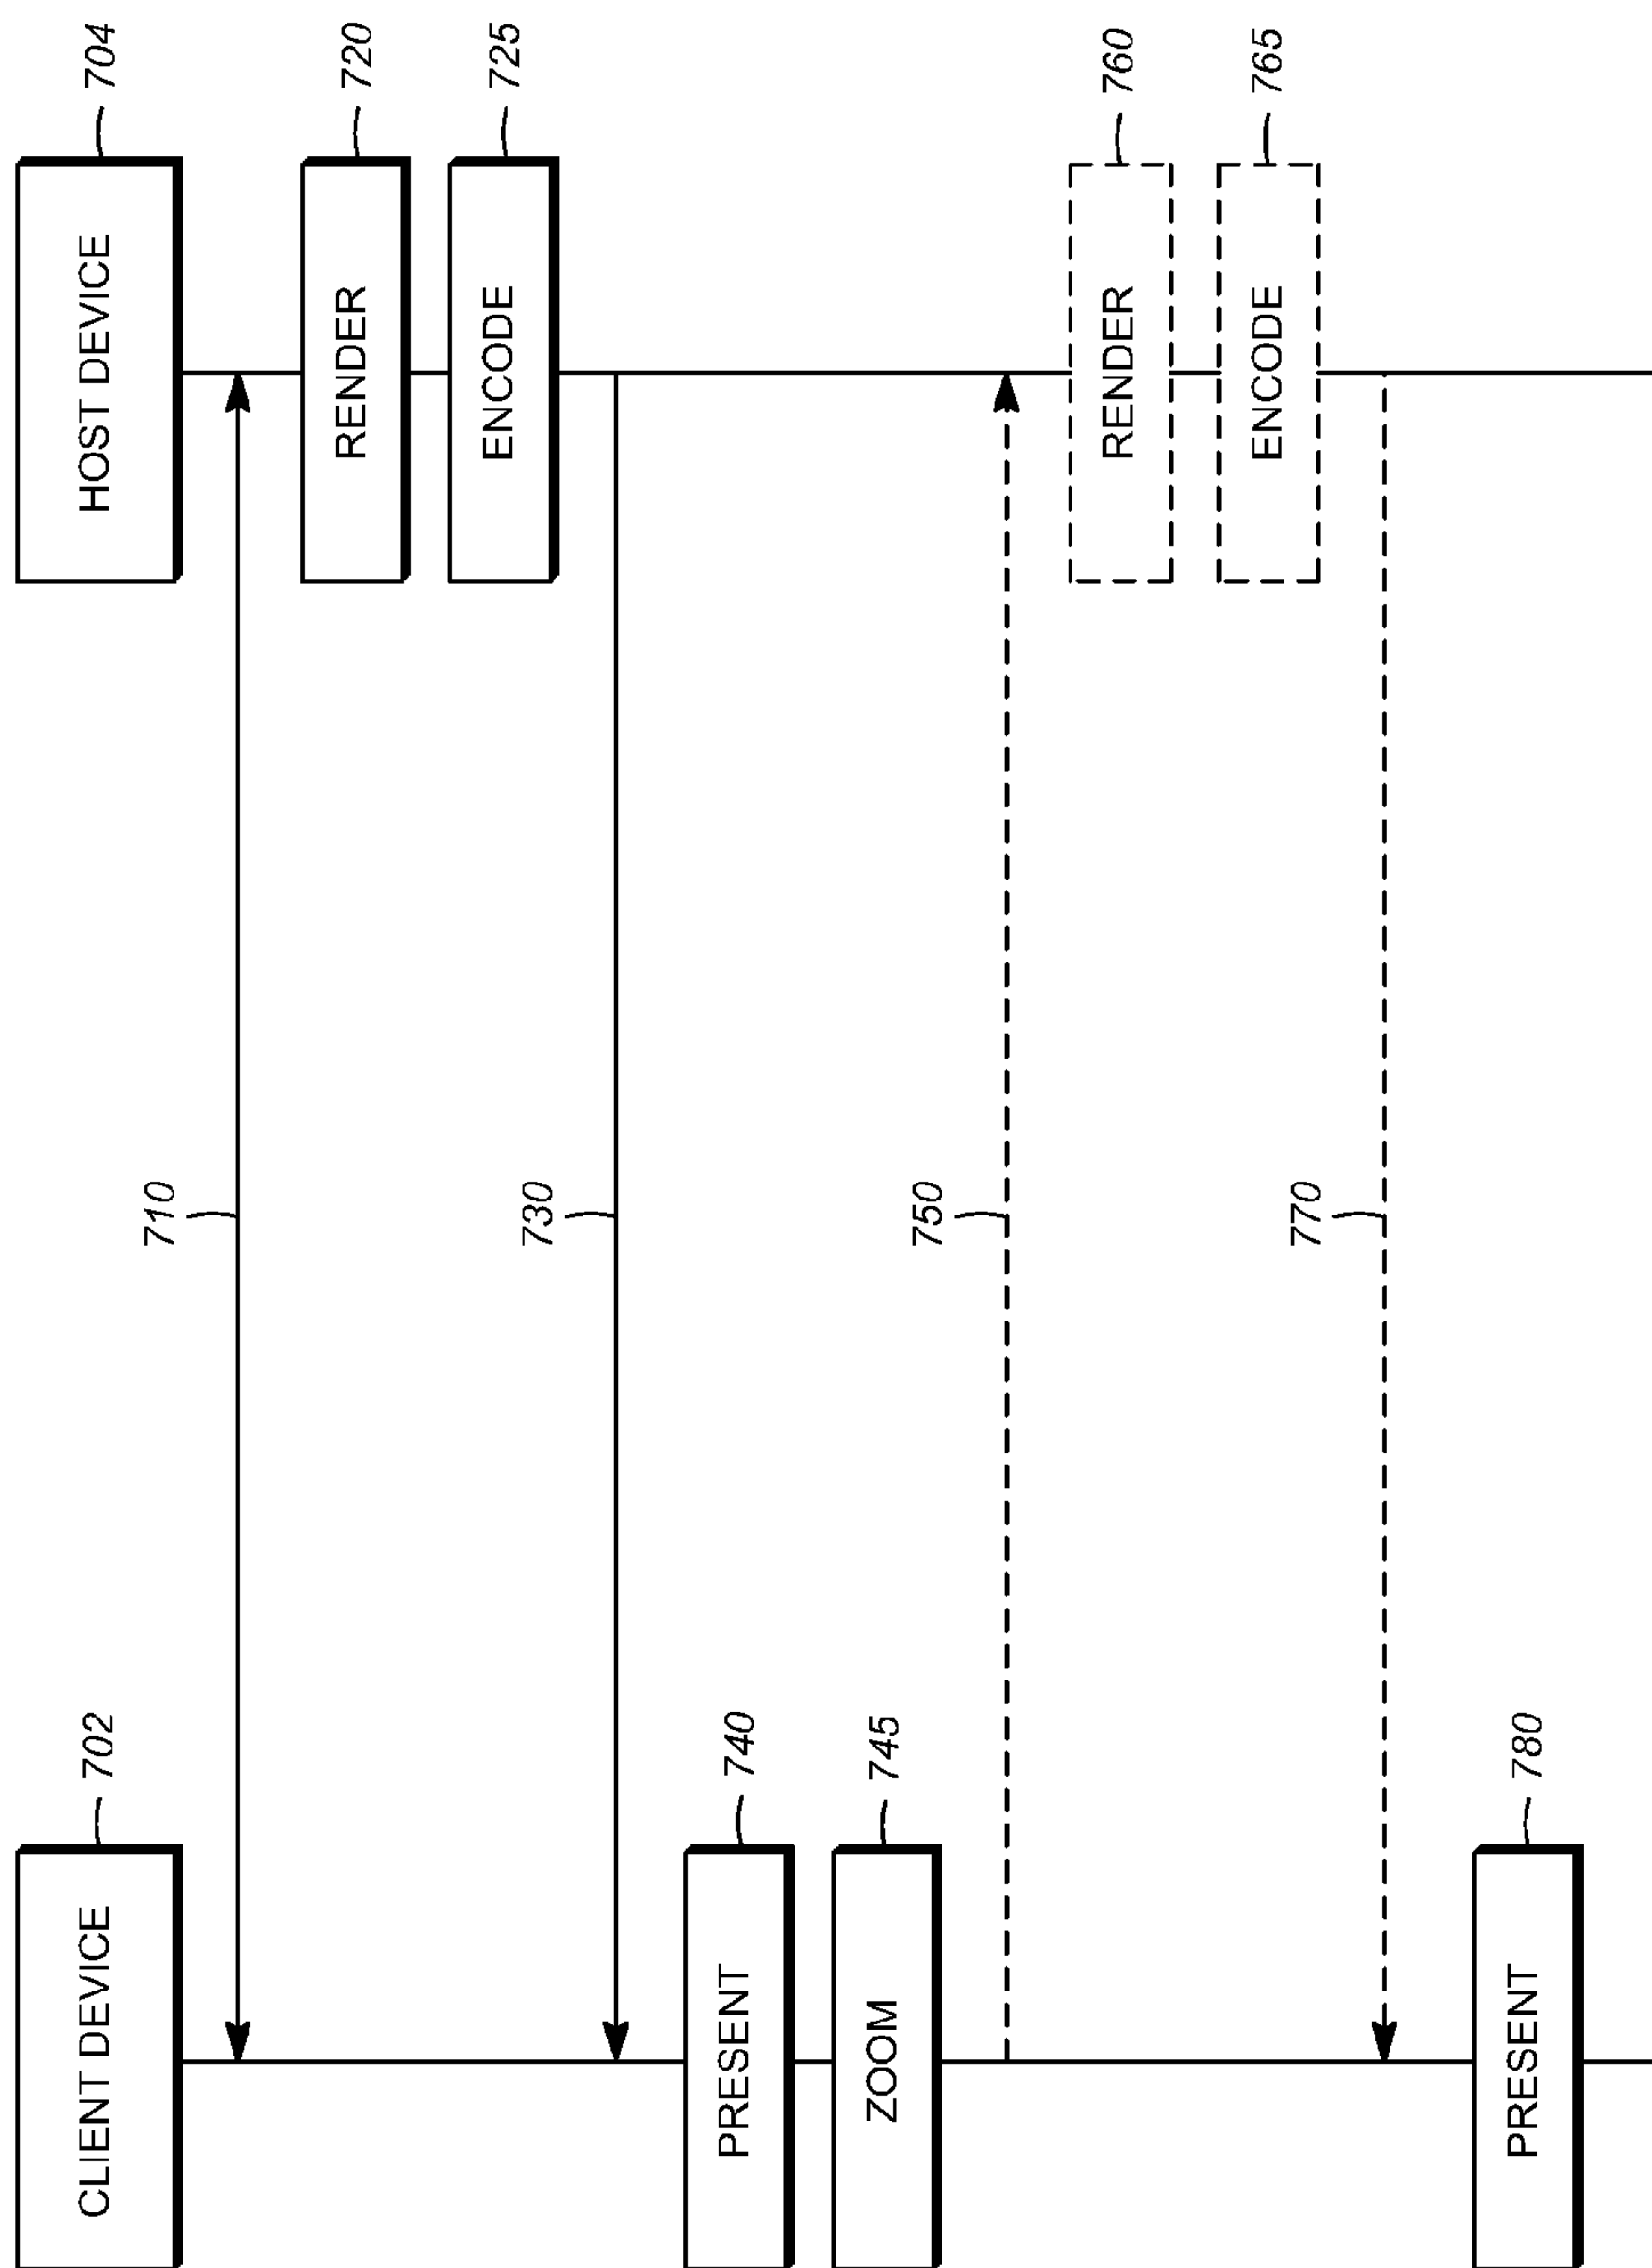 CLIENT DEVICE
702
HOST DEVICE
704
710
RENDER
720
ENCODE
725
730
PRESENT
740
ZOOM
745
750
RENDER
760
ENCODE
765
770
PRESENT
780